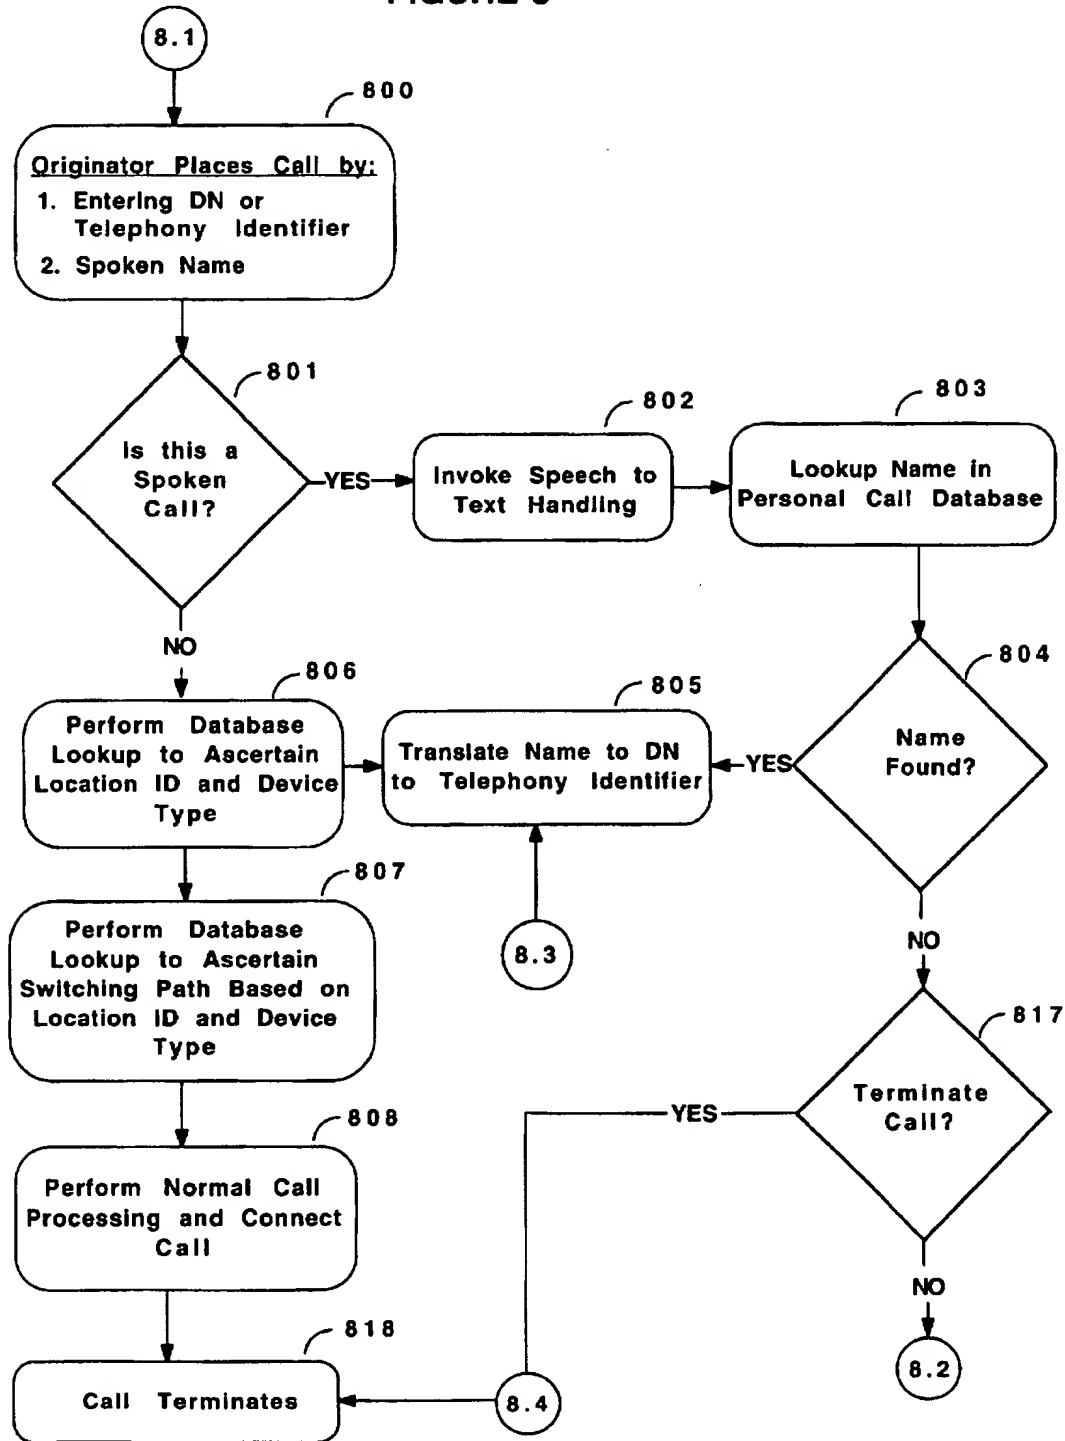 8.1
800
Originator Places Call by:
1. Entering DN or
Telephony Identifier
2. Spoken Name
801
Is this a
Spoken
Call?
YES
802
Invoke Speech to
Text Handling
803
Lookup Name in
Personal Call Database
804
Name
Found?
YES
805
Translate Name to DN
to Telephony Identifier
8.3
NO
806
Perform Database
Lookup to Ascertain
Location ID and Device
Type
807
Perform Database
Lookup to Ascertain
Switching Path Based on
Location ID and Device
Type
NO
817
Terminate
Call?
YES
808
Perform Normal Call
Processing and Connect
Call
NO
8.2
818
Call Terminates
8.4